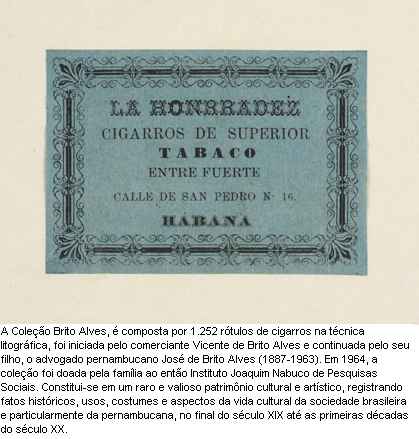 LA HONBRADEZ
CIGARROS DE SUPERIOR
TABACO
ENTRE FUERTE
CALLE DE SAN PEDRO Nº 16.
HABANA
A Coleção Brito Alves, é composta por 1.252 rótulos de cigarros na técnica
litográfica, foi iniciada pelo comerciante Vicente de Brito Alves e continuada pelo seu
filho, o advogado pernambucano José de Brito Alves (1887-1963). Em 1964, a
coleção foi doada pela família ao então Instituto Joaquim Nabuco de Pesquisas
Sociais. Constitui-se em um raro e valioso patrimônio cultural e artístico, registrando
fatos históricos, usos, costumes e aspectos da vida cultural da sociedade brasileira
e particularmente da pernambucana, no final do século XIX até as primeiras décadas
do século XX.